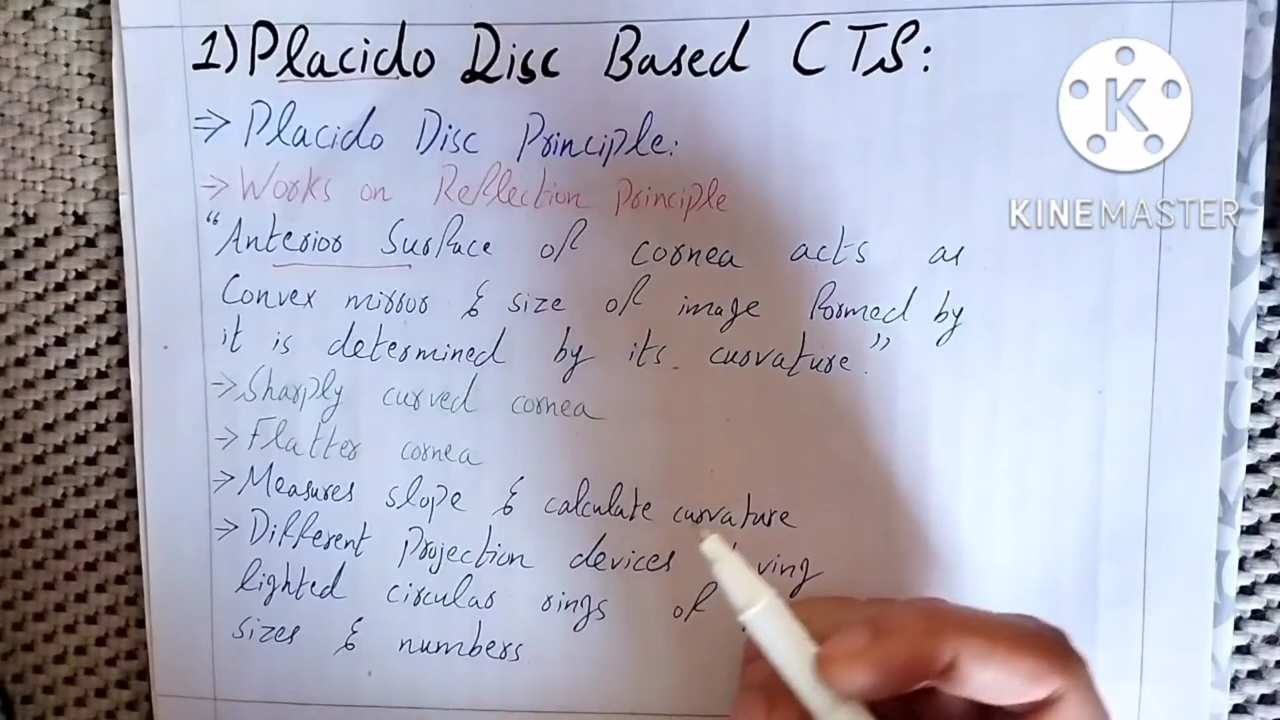 1) Placido Disc Based CTS:
⇒ Placido Disc Principle:
→ Works on Reflection Principle
"Anterior Surface of cornea acts as
Convex mirror & size of image formed by
it is determined by its curvature."
→ Sharply curved cornea
→ Flatter cornea
→ Measures slope & calculate curvature
→ Different Projection devices
lighted circular rings of
sizes & numbers
K
KINEMASTER